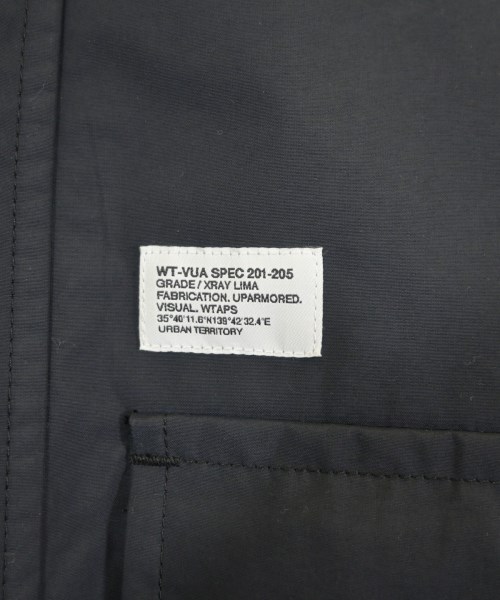 WT-VUA SPEC 201-205
GRADE / XRAY LIMA
FABRICATION. UPARMORED.
VISUAL. WTAPS
35°40'11.6"N139°42'32.4"E
URBAN TERRITORY